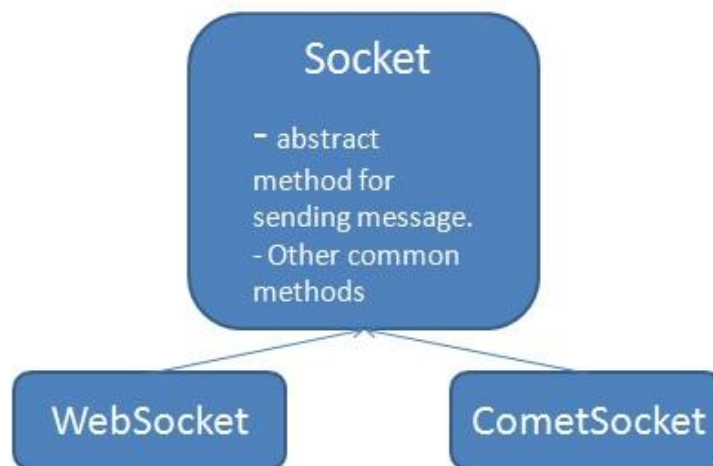 Socket
- abstract
method for
sending message.
- Other common
methods
WebSocket
CometSocket